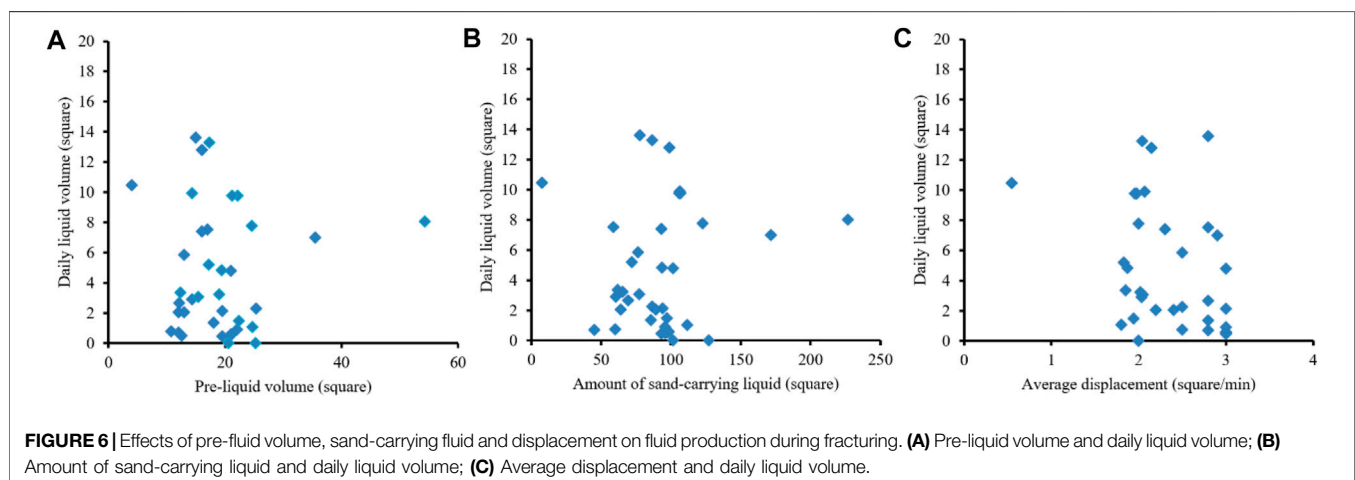 A
20
18
16
14
12
10
8
6
4
2
0
Daily liquid volume (square)
0 20 40 60
Pre-liquid volume (square)
B
20
18
16
14
12
10
8
6
4
2
0
Daily liquid volume (square)
0 50 100 150 200 250
Amount of sand-carrying liquid (square)
C
20
18
16
14
12
10
8
6
4
2
0
Daily liquid volume (square)
0 1 2 3 4
Average displacement (square/min)
FIGURE 6 | Effects of pre-fluid volume, sand-carrying fluid and displacement on fluid production during fracturing. (A) Pre-liquid volume and daily liquid volume; (B)
Amount of sand-carrying liquid and daily liquid volume; (C) Average displacement and daily liquid volume.